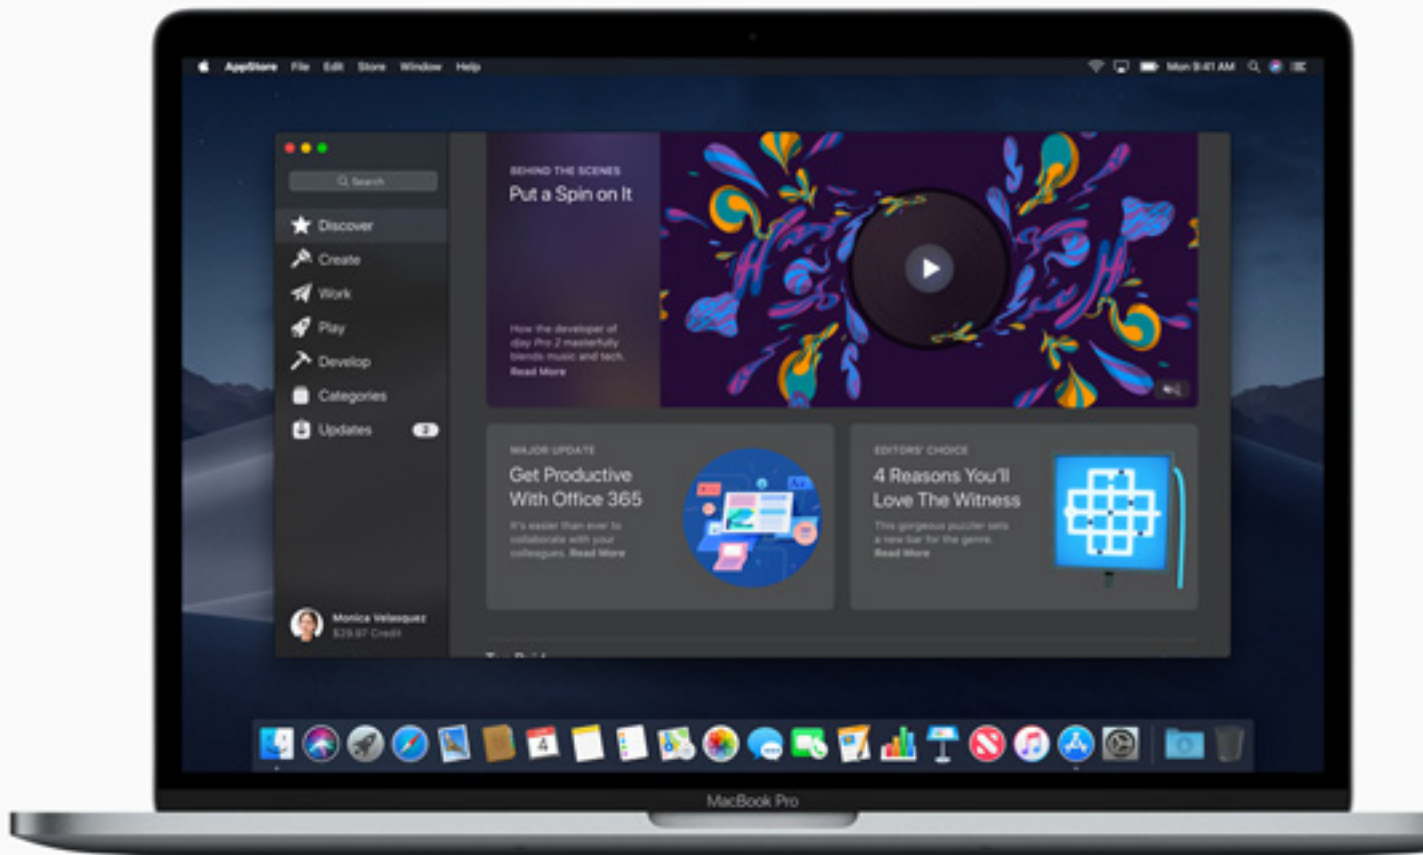 AppStore File Edit Store Window Help
Mon 9:41 AM
Search
Discover
Create
Work
Play
Develop
Categories
Updates
Monica Velasquez
$29.97 Credit
BEHIND THE SCENES
Put a Spin on It
How the developer of
djay Pro 2 masterfully
blends music and tech.
Read More
MAJOR UPDATE
Get Productive
With Office 365
It's easier than ever to
collaborate with your
colleagues. Read More
EDITORS' CHOICE
4 Reasons You'll
Love The Witness
This gorgeous puzzler sets
a new bar for the genre.
Read More
4
MacBook Pro